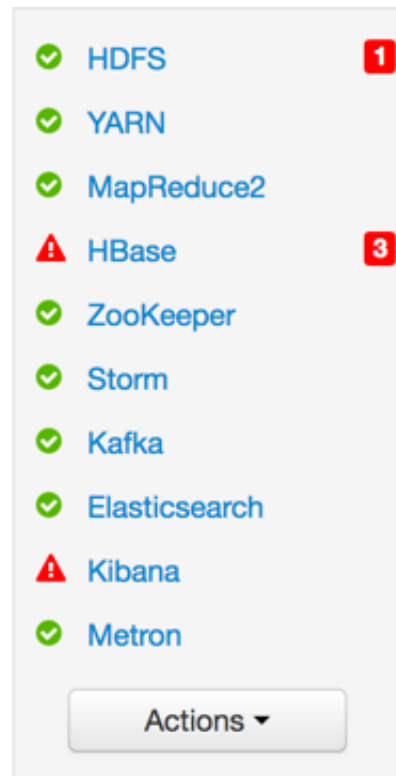 HDFS 1
YARN
MapReduce2
HBase 3
ZooKeeper
Storm
Kafka
Elasticsearch
Kibana
Metron
Actions